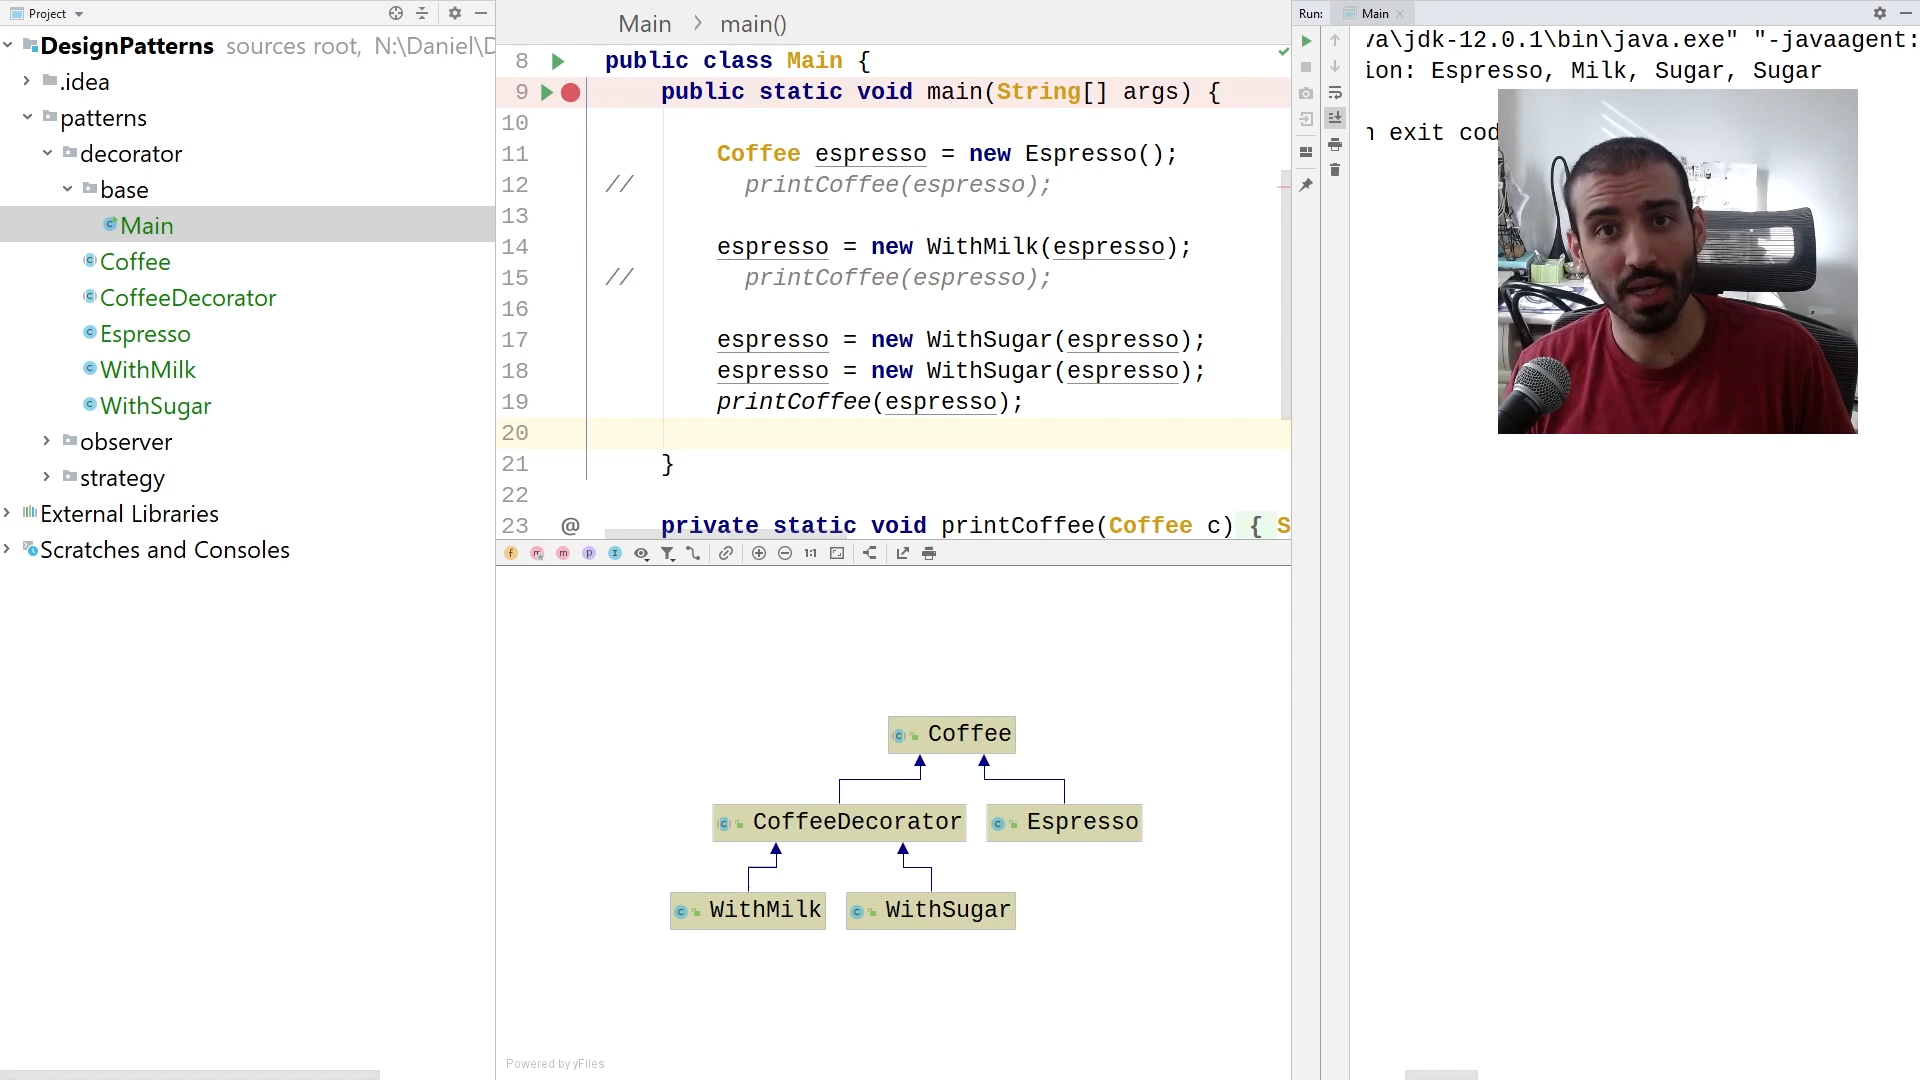 Project
DesignPatterns sources root, N:\Daniel\D
.idea
patterns
decorator
base
Main
Coffee
CoffeeDecorator
Espresso
WithMilk
WithSugar
observer
strategy
External Libraries
Scratches and Consoles
Main > main()
8 public class Main {
9 public static void main(String[] args) {
10
11 Coffee espresso = new Espresso();
12 // printCoffee(espresso);
13
14 espresso = new WithMilk(espresso);
15 // printCoffee(espresso);
16
17 espresso = new WithSugar(espresso);
18 espresso = new WithSugar(espresso);
19 printCoffee(espresso);
20
21 }
22
23 @ private static void printCoffee(Coffee c) { S
1:1
Coffee
CoffeeDecorator
Espresso
WithMilk
WithSugar
Powered by yFiles
Run: Main
va\jdk-12.0.1\bin\java.exe" "-javaagent:
ion: Espresso, Milk, Sugar, Sugar
exit cod